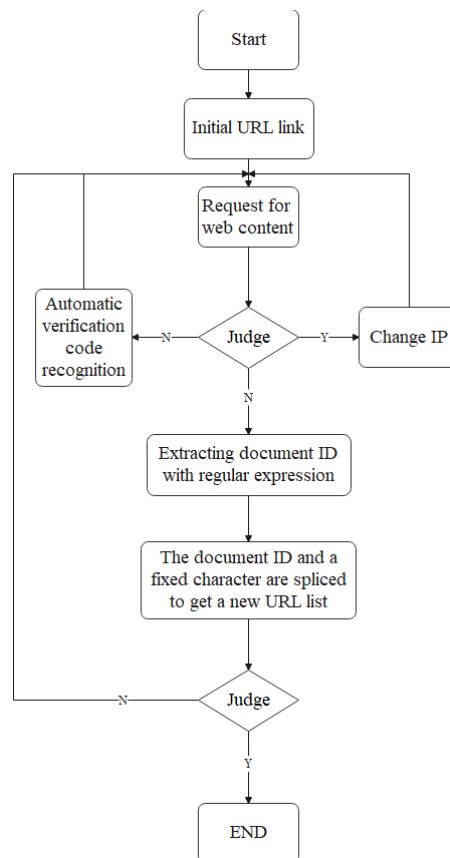 Start
Initial URL link
Request for
web content
Automatic
verification
code
recognition
N
Judge
Y
Change IP
N
Extracting document ID
with regular expression
The document ID and a
fixed character are spliced
to get a new URL list
N
Judge
Y
END